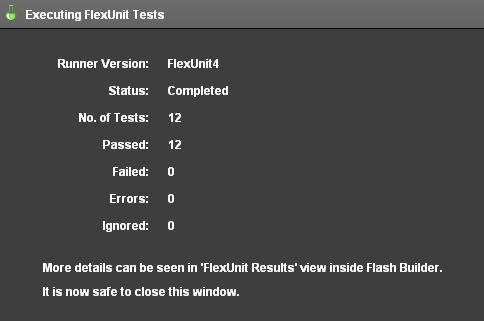 Executing FlexUnit Tests
Runner Version: FlexUnit4
Status: Completed
No. of Tests: 12
Passed: 12
Failed: 0
Errors: 0
Ignored: 0
More details can be seen in 'FlexUnit Results' view inside Flash Builder.
It is now safe to close this window.